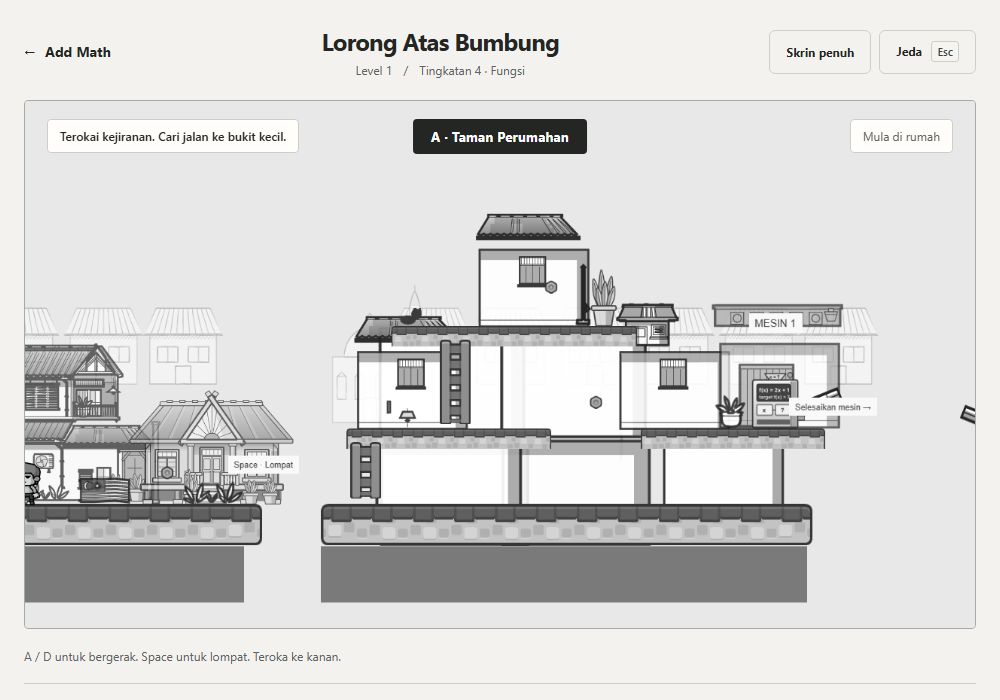 ← Add Math
Lorong Atas Bumbung
Level 1 / Tingkatan 4 · Fungsi
Skrin penuh
Jeda Esc
Terokai kejiranan. Cari jalan ke bukit kecil.
A · Taman Perumahan
Mula di rumah
MESIN 1
f(x) = 2x + 1
Selesaikan mesin →
Space · Lompat
A / D untuk bergerak. Space untuk lompat. Teroka ke kanan.